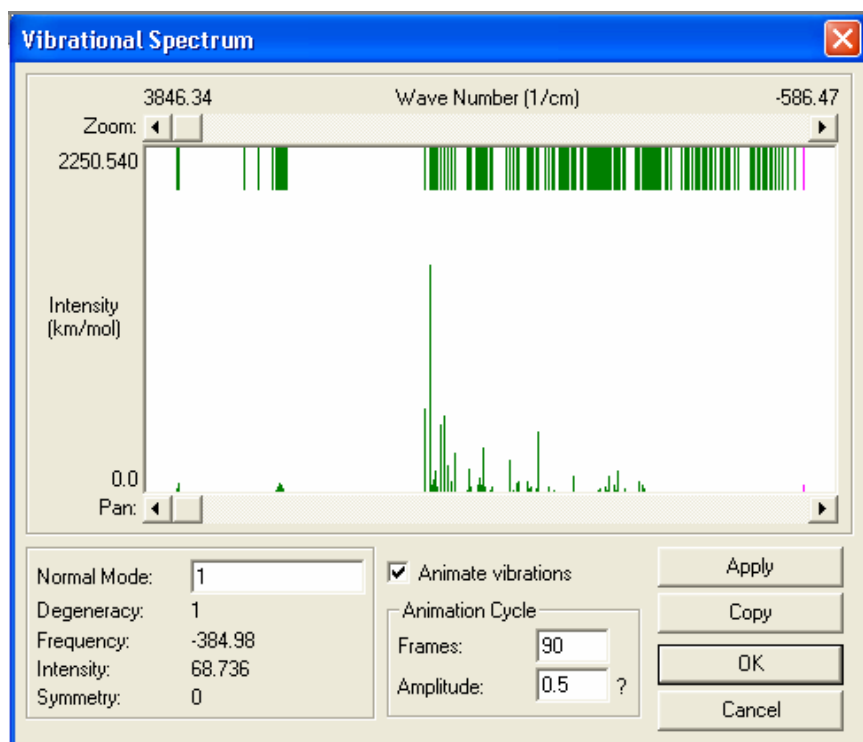 Vibrational Spectrum
3846.34 Wave Number (1/cm) -586.47
Zoom:
2250.540
Intensity
(km/mol)
0.0
Pan:
Normal Mode: 1
Degeneracy: 1
Frequency: -384.98
Intensity: 68.736
Symmetry: 0
Animate vibrations
Animation Cycle
Frames: 90
Amplitude: 0.5 ?
Apply
Copy
OK
Cancel